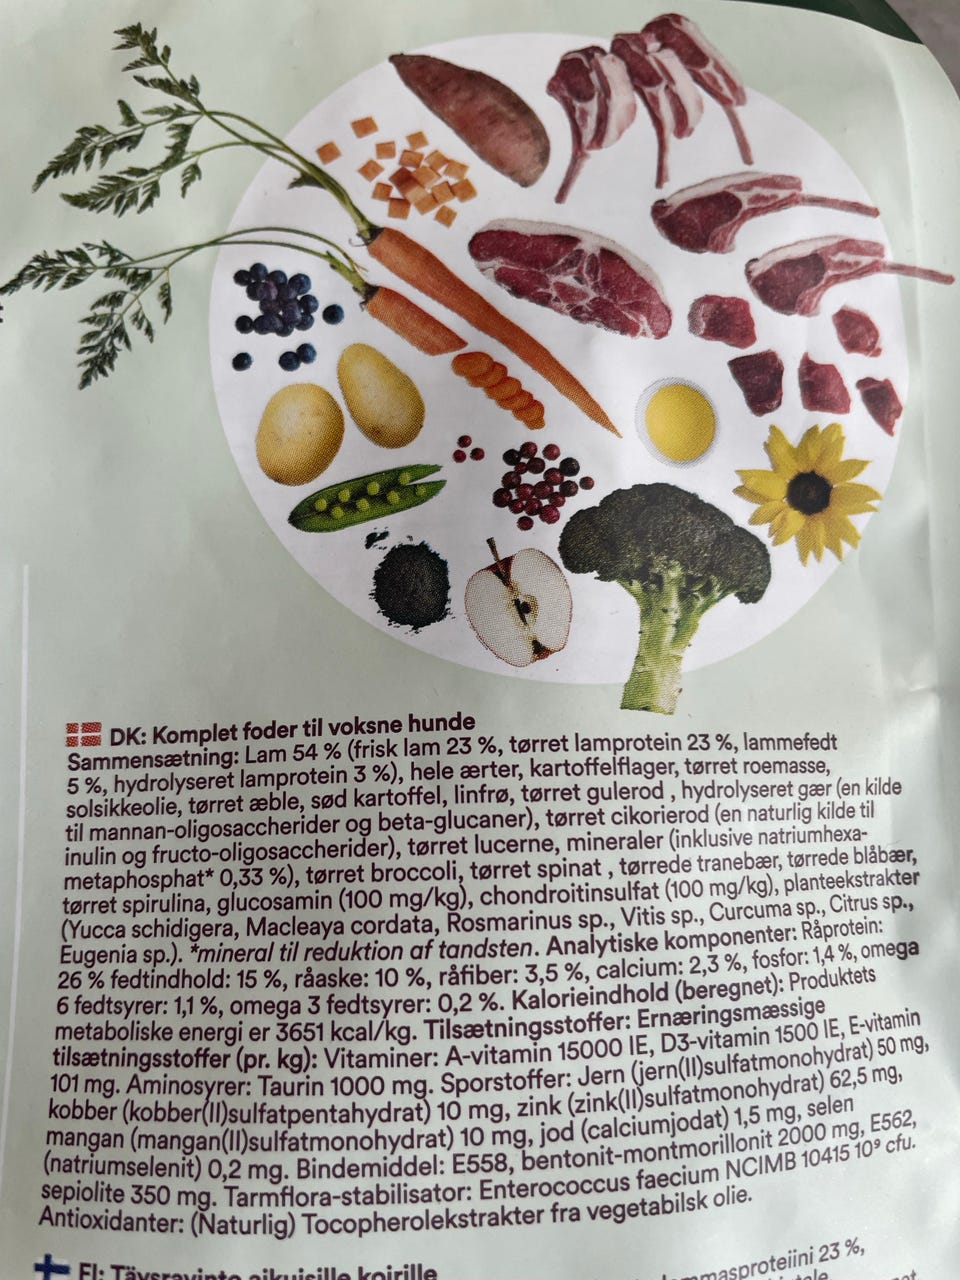 DK: Komplet foder til voksne hunde
Sammensætning: Lam 54 % (frisk lam 23 %, tørret lamprotein 23 %, lammefedt
5 %, hydrolyseret lamprotein 3 %), hele ærter, kartoffelflager, tørret roemasse,
solsikkeolie, tørret æble, sød kartoffel, linfrø, tørret gulerod , hydrolyseret gær (en kilde
til mannan-oligosaccherider og beta-glucaner), tørret cikorierod (en naturlig kilde til
inulin og fructo-oligosaccherider), tørret lucerne, mineraler (inklusive natriumhexa-
metaphosphat* 0,33 %), tørret broccoli, tørret spinat , tørrede tranebær, tørrede blåbær,
tørret spirulina, glucosamin (100 mg/kg), chondroitinsulfat (100 mg/kg), planteekstrakter
(Yucca schidigera, Macleaya cordata, Rosmarinus sp., Vitis sp., Curcuma sp., Citrus sp.,
Eugenia sp.). *mineral til reduktion af tandsten. Analytiske komponenter: Råprotein:
26 % fedtindhold: 15 %, råaske: 10 %, råfiber: 3,5 %, calcium: 2,3 %, fosfor: 1,4 %, omega
6 fedtsyrer: 1,1 %, omega 3 fedtsyrer: 0,2 %. Kalorieindhold (beregnet): Produktets
metaboliske energi er 3651 kcal/kg. Tilsætningsstoffer: Ernæringsmæssige
tilsætningsstoffer (pr. kg): Vitaminer: A-vitamin 15000 IE, D3-vitamin 1500 IE, E-vitamin
101 mg. Aminosyrer: Taurin 1000 mg. Sporstoffer: Jern (jern(II)sulfatmonohydrat) 50 mg,
kobber (kobber(II)sulfatpentahydrat) 10 mg, zink (zink(II)sulfatmonohydrat) 62,5 mg,
mangan (mangan(II)sulfatmonohydrat) 10 mg, jod (calciumjodat) 1,5 mg, selen
(natriumselenit) 0,2 mg. Bindemiddel: E558, bentonit-montmorillonit 2000 mg, E562,
sepiolite 350 mg. Tarmflora-stabilisator: Enterococcus faecium NCIMB 10415 10⁹ cfu.
Antioxidanter: (Naturlig) Tocopherolekstrakter fra vegetabilsk olie.
FI: Täysravinto aikuisille koirille
23 %,